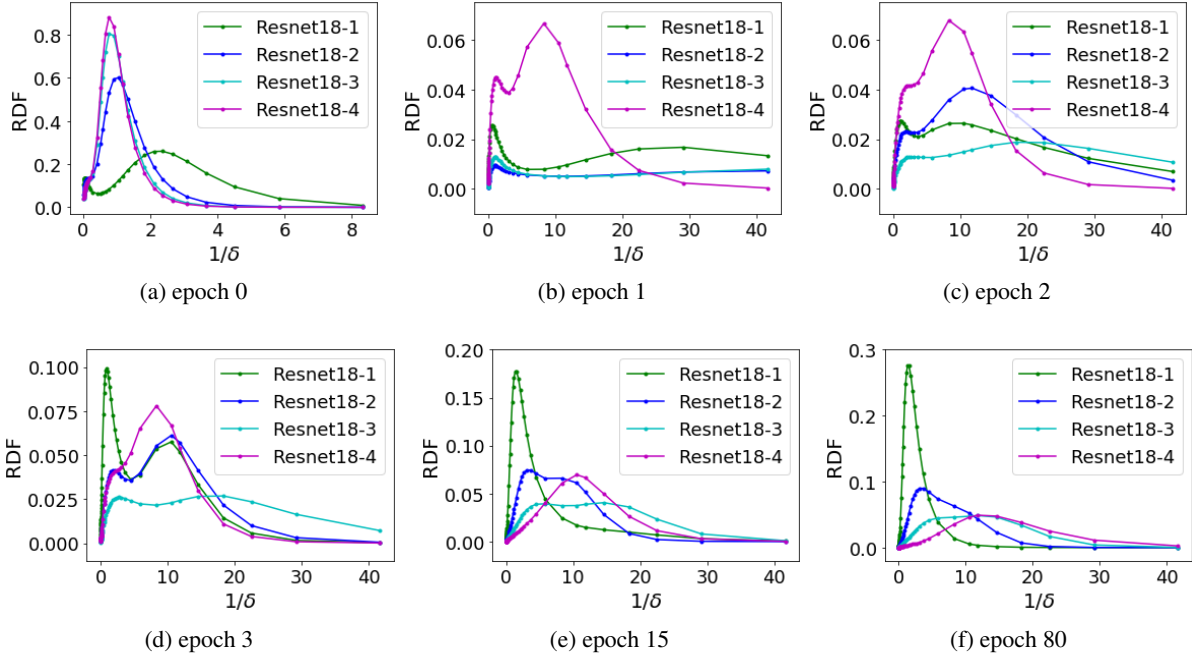 RDF
0.8
0.6
0.4
0.2
0.0
0 2 4 6 8
1/δ
Resnet18-1
Resnet18-2
Resnet18-3
Resnet18-4
(a) epoch 0
RDF
0.06
0.04
0.02
0.00
0 10 20 30 40
1/δ
Resnet18-1
Resnet18-2
Resnet18-3
Resnet18-4
(b) epoch 1
RDF
0.06
0.04
0.02
0.00
0 10 20 30 40
1/δ
Resnet18-1
Resnet18-2
Resnet18-3
Resnet18-4
(c) epoch 2
RDF
0.100
0.075
0.050
0.025
0.000
0 10 20 30 40
1/δ
Resnet18-1
Resnet18-2
Resnet18-3
Resnet18-4
(d) epoch 3
RDF
0.20
0.15
0.10
0.05
0.00
0 10 20 30 40
1/δ
Resnet18-1
Resnet18-2
Resnet18-3
Resnet18-4
(e) epoch 15
RDF
0.3
0.2
0.1
0.0
0 10 20 30 40
1/δ
Resnet18-1
Resnet18-2
Resnet18-3
Resnet18-4
(f) epoch 80